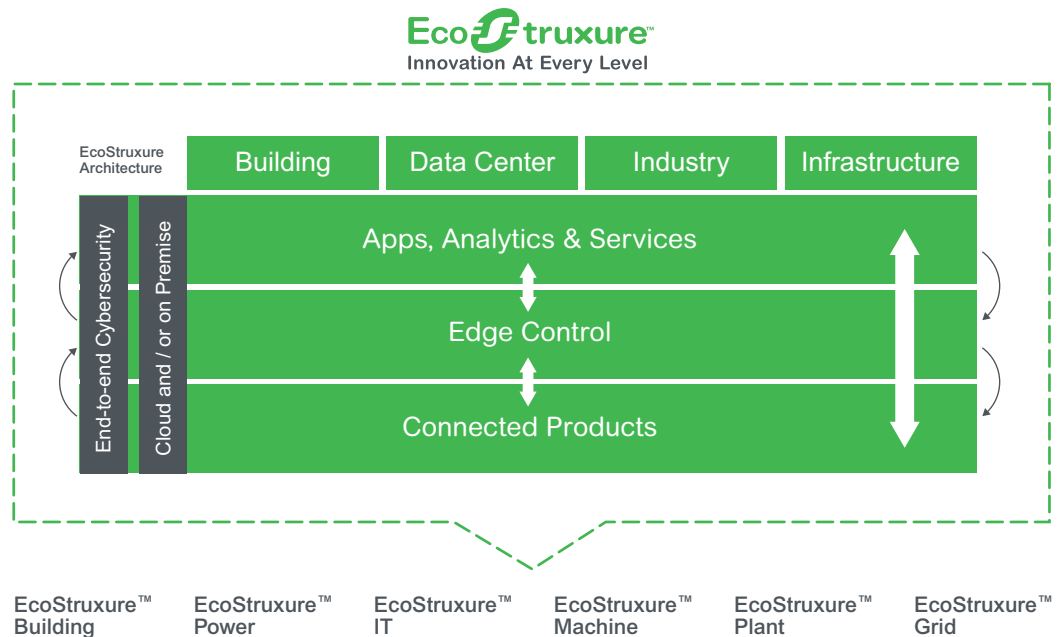 EcoStruxure™
Innovation At Every Level
EcoStruxure
Architecture
Building
Data Center
Industry
Infrastructure
End-to-end Cybersecurity
Cloud and / or on Premise
Apps, Analytics & Services
Edge Control
Connected Products
EcoStruxure™
Building
EcoStruxure™
Power
EcoStruxure™
IT
EcoStruxure™
Machine
EcoStruxure™
Plant
EcoStruxure™
Grid